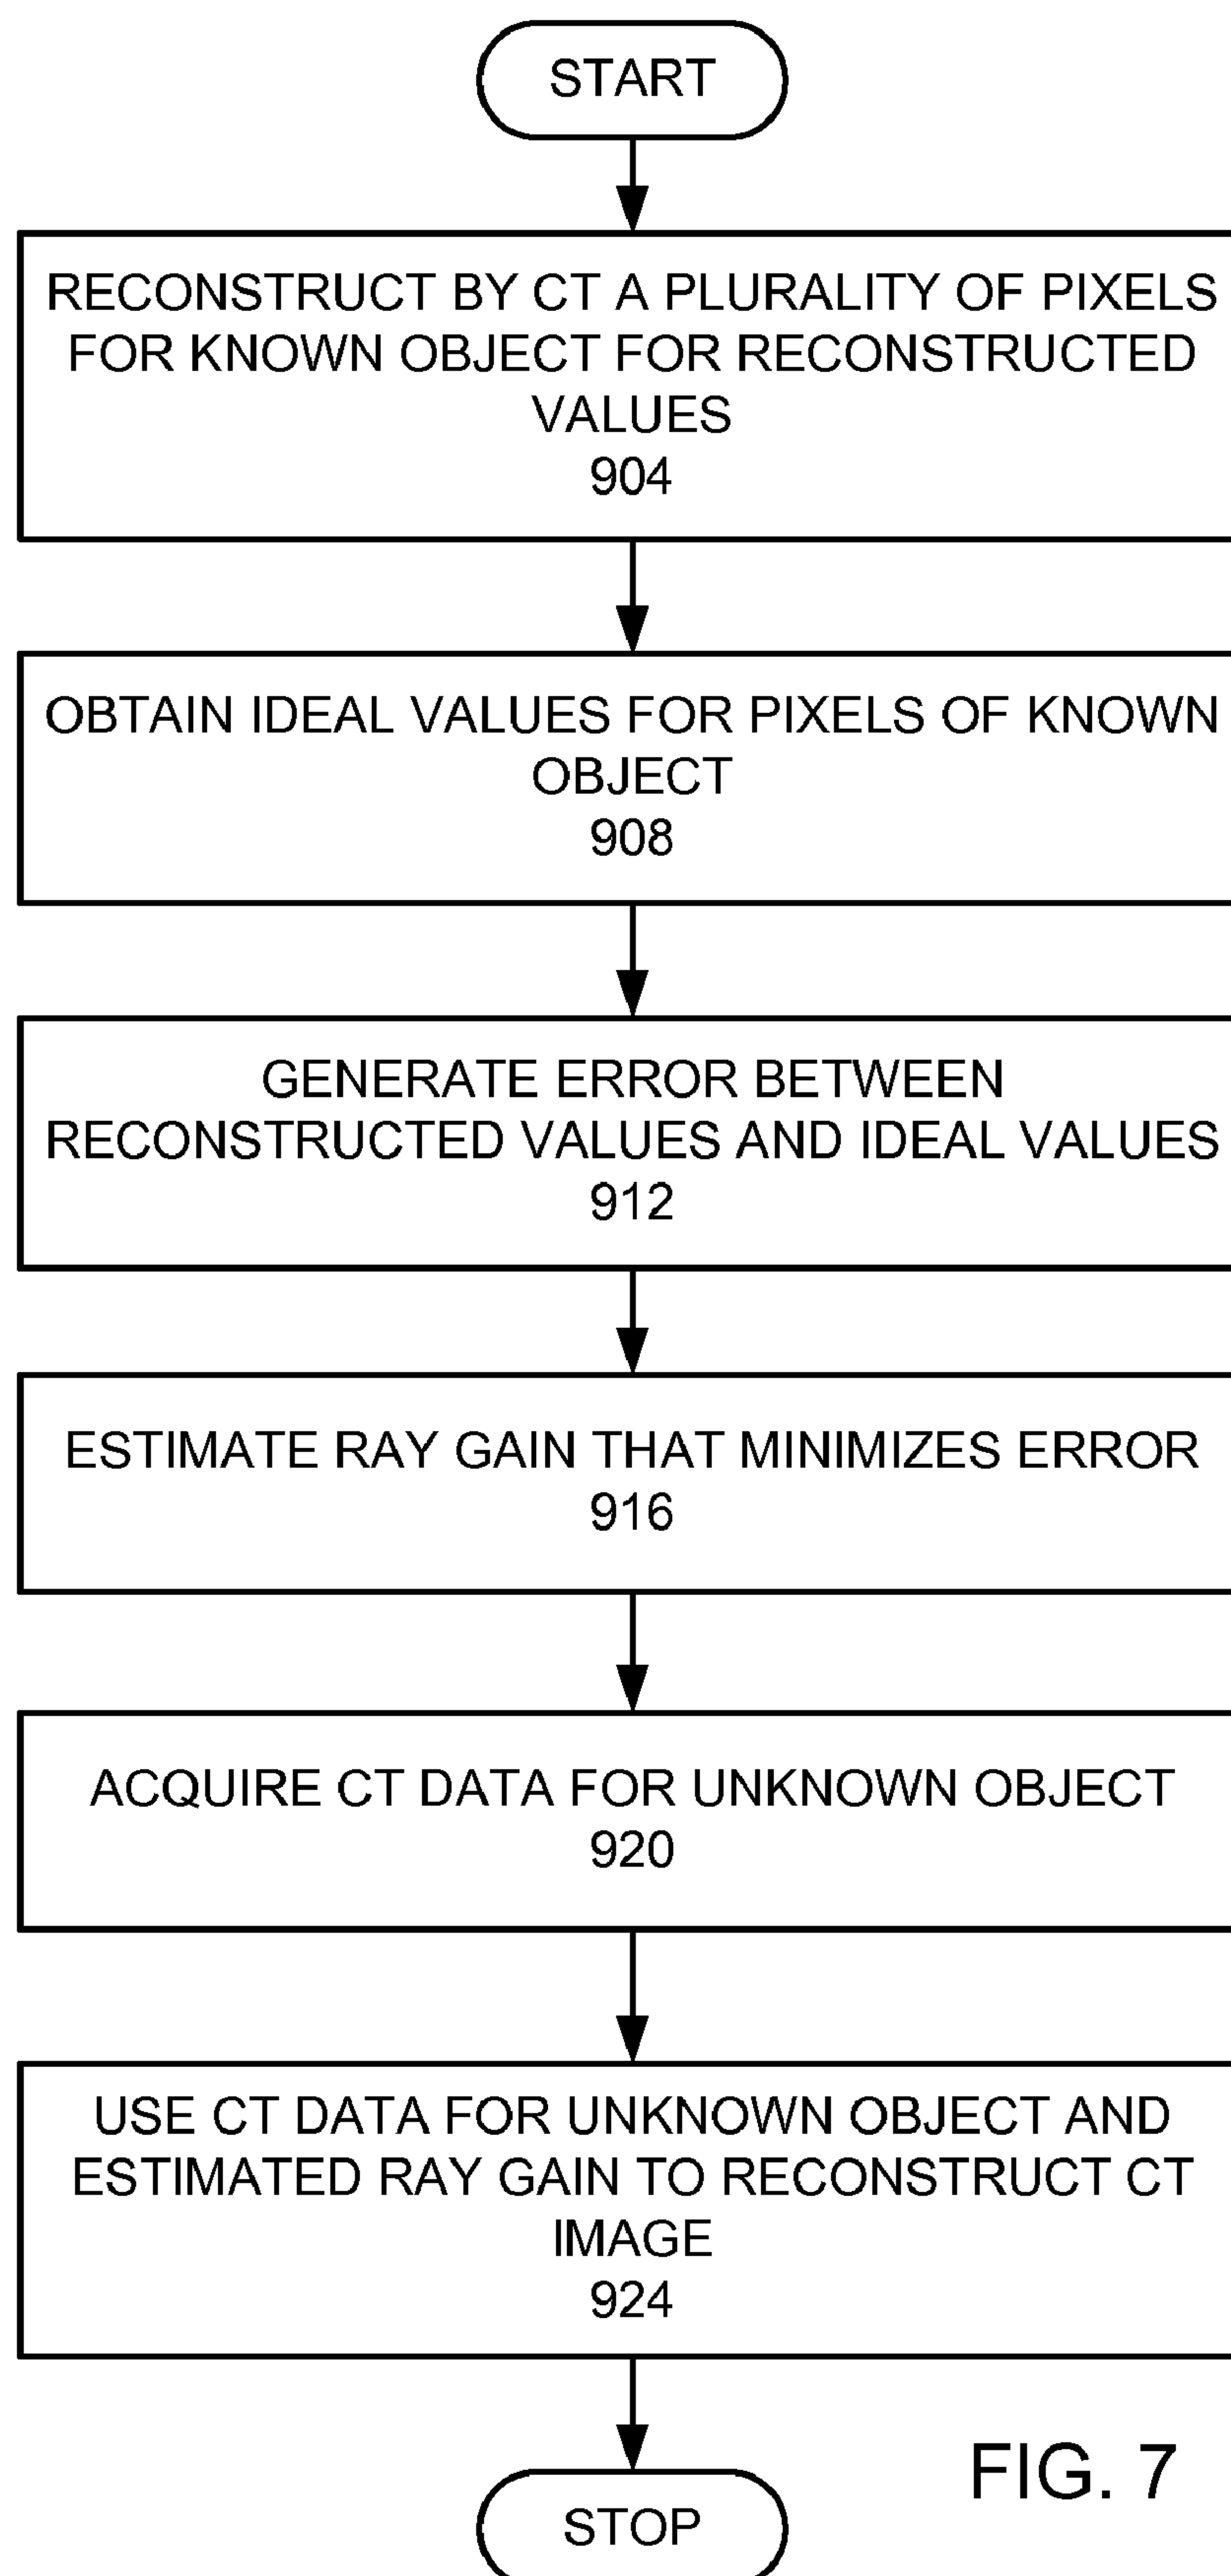 START
RECONSTRUCT BY CT A PLURALITY OF PIXELS
FOR KNOWN OBJECT FOR RECONSTRUCTED
VALUES
904
OBTAIN IDEAL VALUES FOR PIXELS OF KNOWN
OBJECT
908
GENERATE ERROR BETWEEN
RECONSTRUCTED VALUES AND IDEAL VALUES
912
ESTIMATE RAY GAIN THAT MINIMIZES ERROR
916
ACQUIRE CT DATA FOR UNKNOWN OBJECT
920
USE CT DATA FOR UNKNOWN OBJECT AND
ESTIMATED RAY GAIN TO RECONSTRUCT CT
IMAGE
924
FIG. 7
STOP